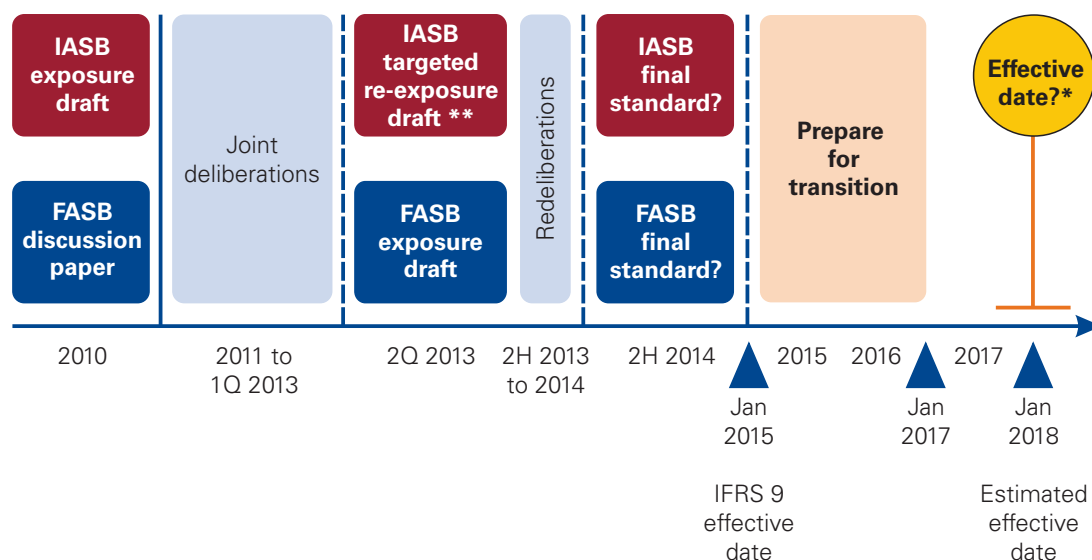 IASB
exposure
draft
FASB
discussion
paper
Joint
deliberations
IASB
targeted
re-exposure
draft **
FASB
exposure
draft
Redeliberations
IASB
final
standard?
FASB
final
standard?
Prepare
for
transition
Effective
date?*
2010
2011 to
1Q 2013
2Q 2013
2H 2013
to 2014
2H 2014
2015
2016
2017
Jan
2015
Jan
2017
Jan
2018
IFRS 9
effective
date
Estimated
effective
date